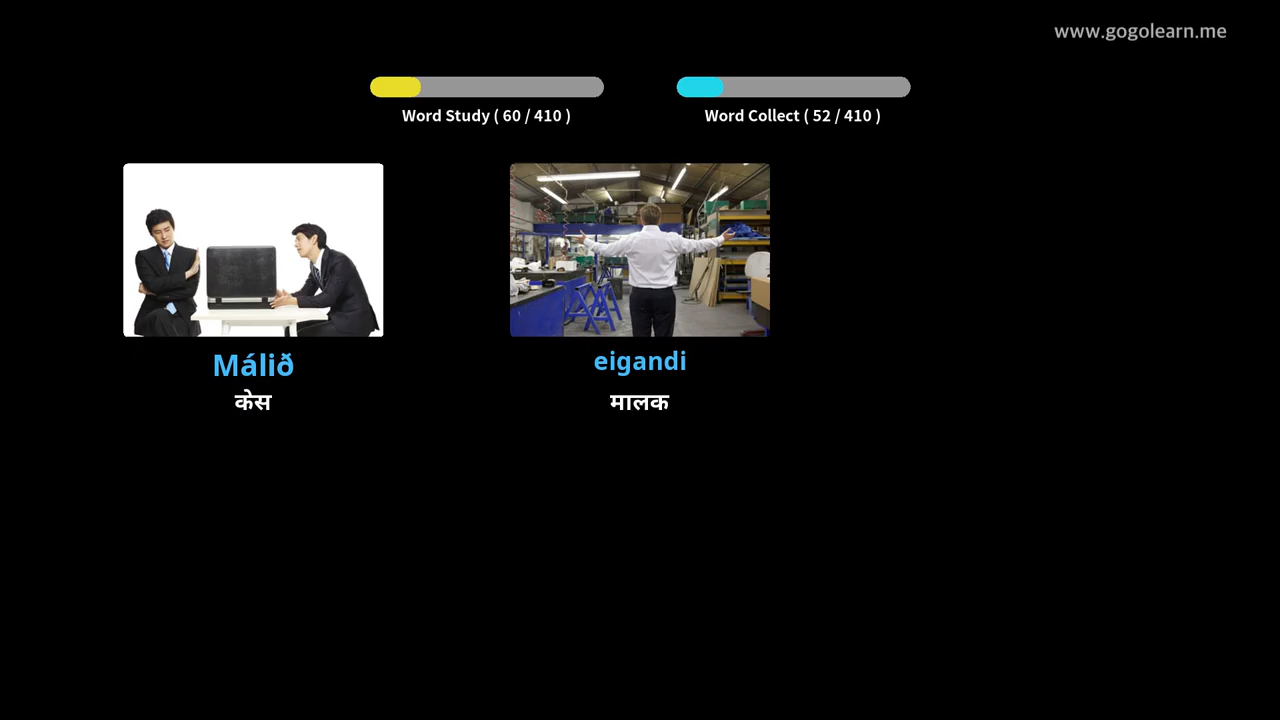 www.gogolearn.me
Word Study ( 60 / 410 )
Word Collect ( 52 / 410 )
Málið
eigandi
केस
मालक